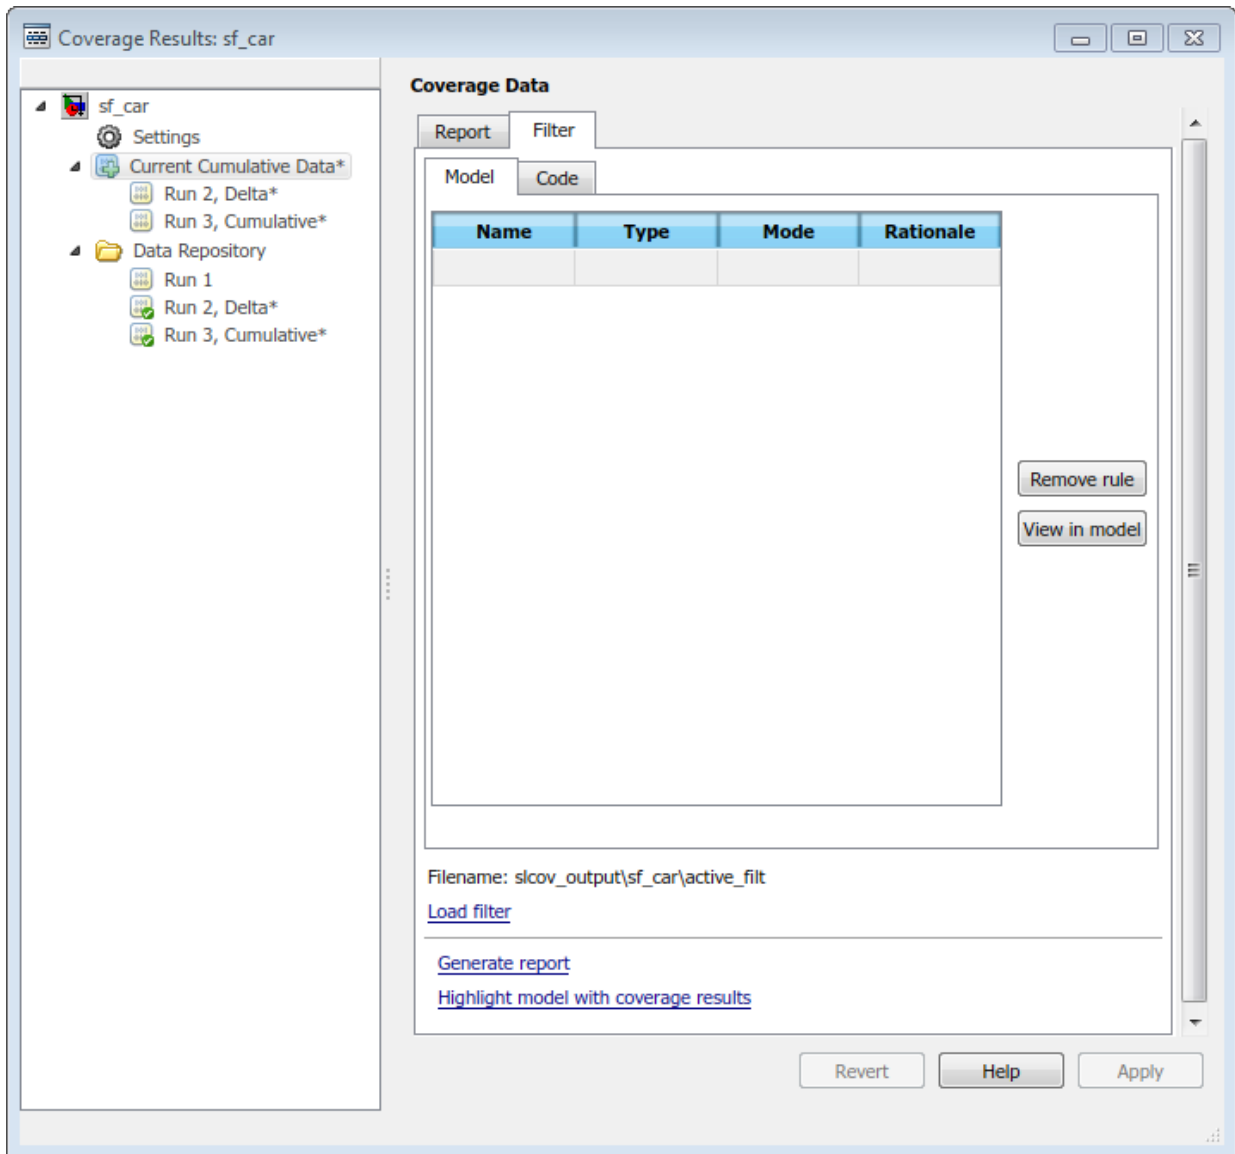 Coverage Results: sf_car
sf_car
Settings
Current Cumulative Data*
Run 2, Delta*
Run 3, Cumulative*
Data Repository
Run 1
Run 2, Delta*
Run 3, Cumulative*
Coverage Data
Report Filter
Model Code
Name Type Mode Rationale
Remove rule
View in model
Filename: slcov_output\sf_car\active_filt
Load filter
Generate report
Highlight model with coverage results
Revert Help Apply